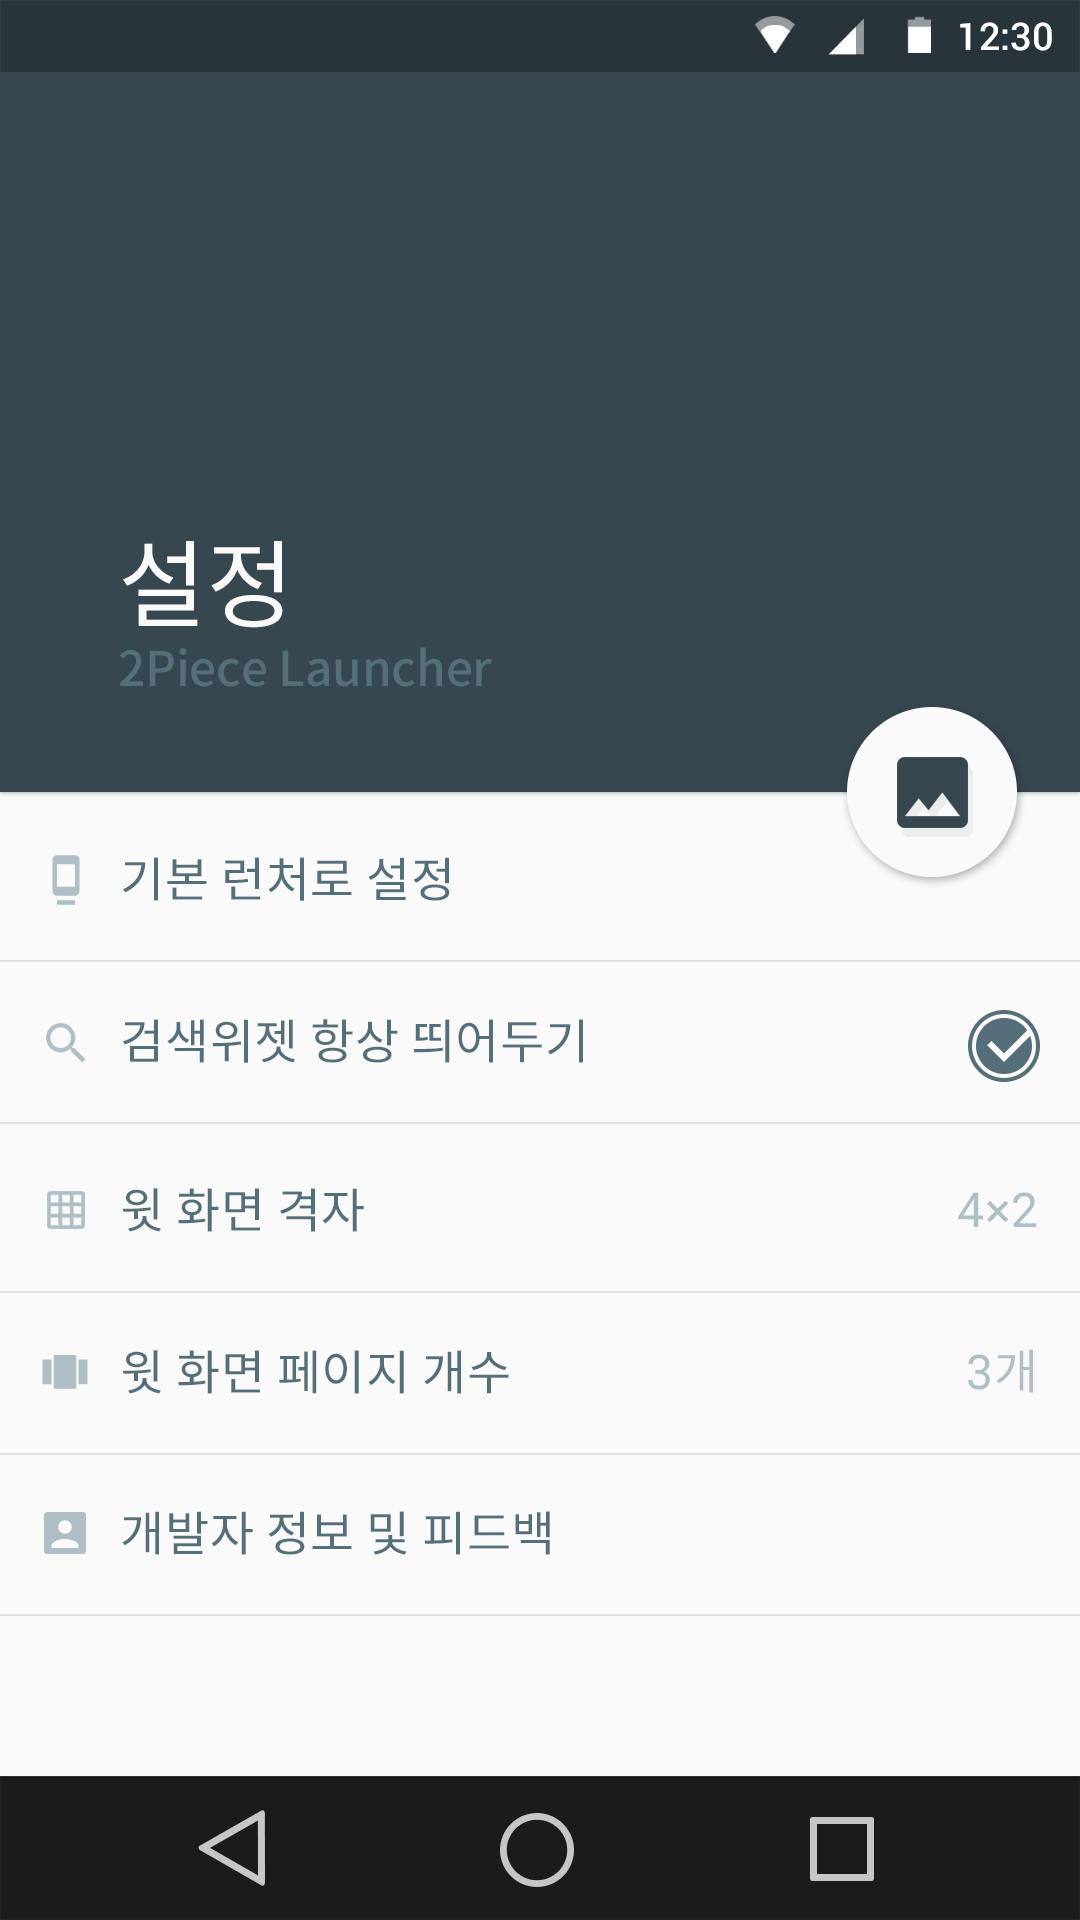 12:30
설정
2Piece Launcher
기본 런처로 설정
검색위젯 항상 띄어두기
윗 화면 격자 4×2
윗 화면 페이지 개수 3개
개발자 정보 및 피드백